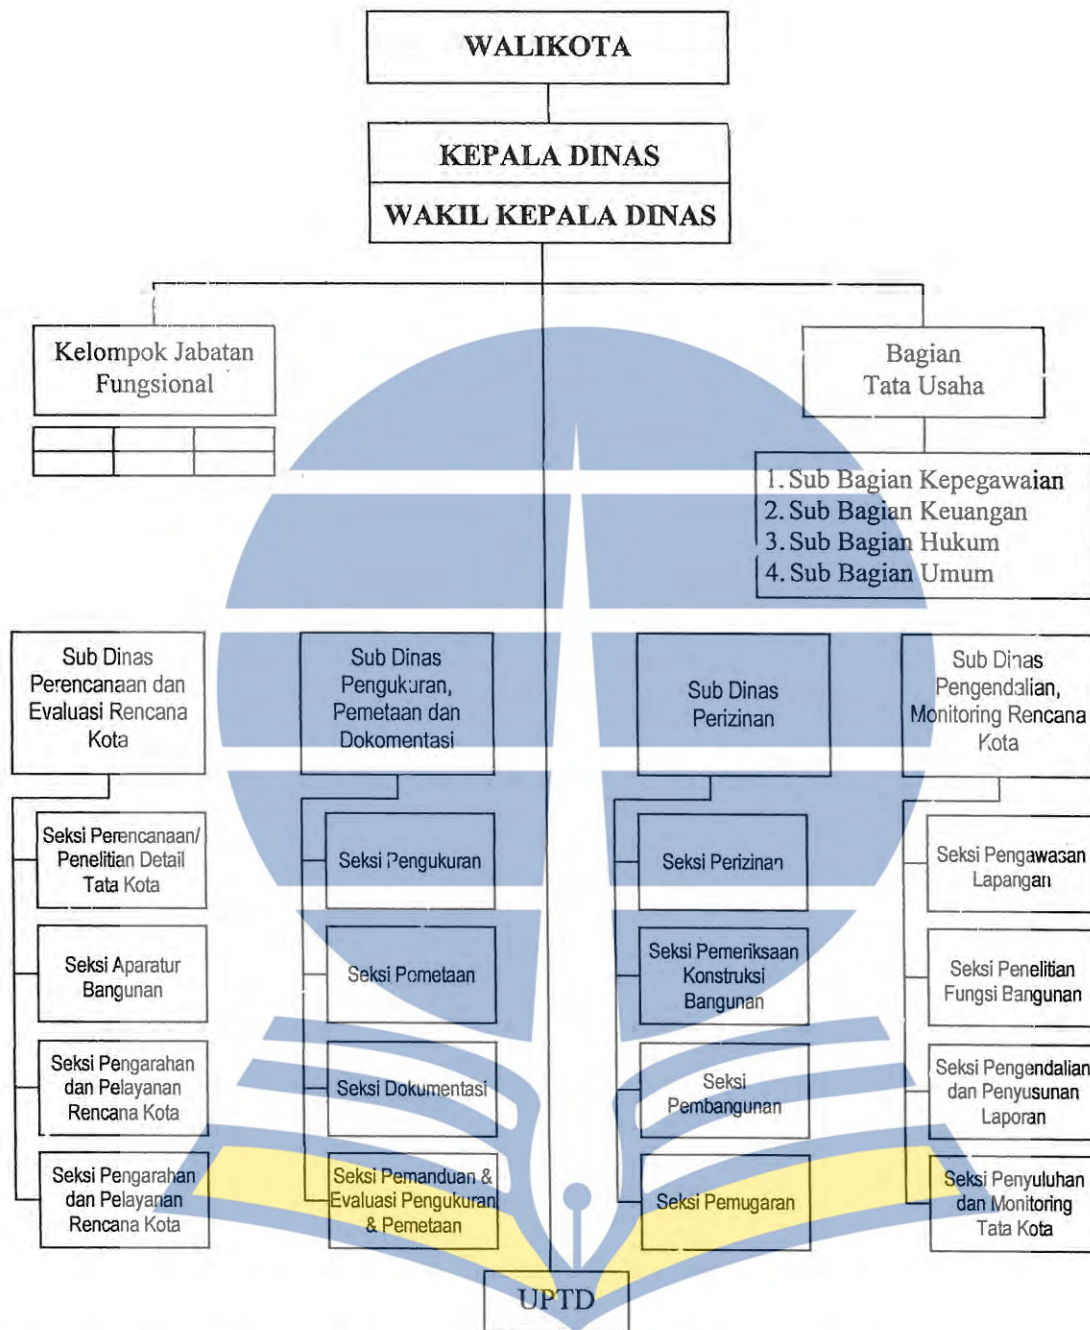 WALIKOTA
KEPALA DINAS
WAKIL KEPALA DINAS
Kelompok Jabatan
Fungsional
Bagian
Tata Usaha
1. Sub Bagian Kepegawaian
2. Sub Bagian Keuangan
3. Sub Bagian Hukum
4. Sub Bagian Umum
Sub Dinas
Perencanaan dan
Evaluasi Rencana
Kota
Sub Dinas
Pengukuran,
Pemetaan dan
Dokomentasi
Sub Dinas
Perizinan
Sub Dinas
Pengendalian,
Monitoring Rencana
Kota
Seksi Perencanaan/
Penelitian Detail
Tata Kota
Seksi Pengukuran
Seksi Perizinan
Seksi Pengawasan
Lapangan
Seksi Aparatur
Bangunan
Seksi Pemetaan
Seksi Pemeriksaan
Konstruksi
Bangunan
Seksi Penelitian
Fungsi Bangunan
Seksi Pengarahan
dan Pelayanan
Rencana Kota
Seksi Dokumentasi
Seksi
Pembangunan
Seksi Pengendalian
dan Penyusunan
Laporan
Seksi Pengarahan
dan Pelayanan
Rencana Kota
Seksi Pemanduan &
Evaluasi Pengukuran
& Pemetaan
Seksi Pemugaran
Seksi Penyuluhan
dan Monitoring
Tata Kota
UPTD